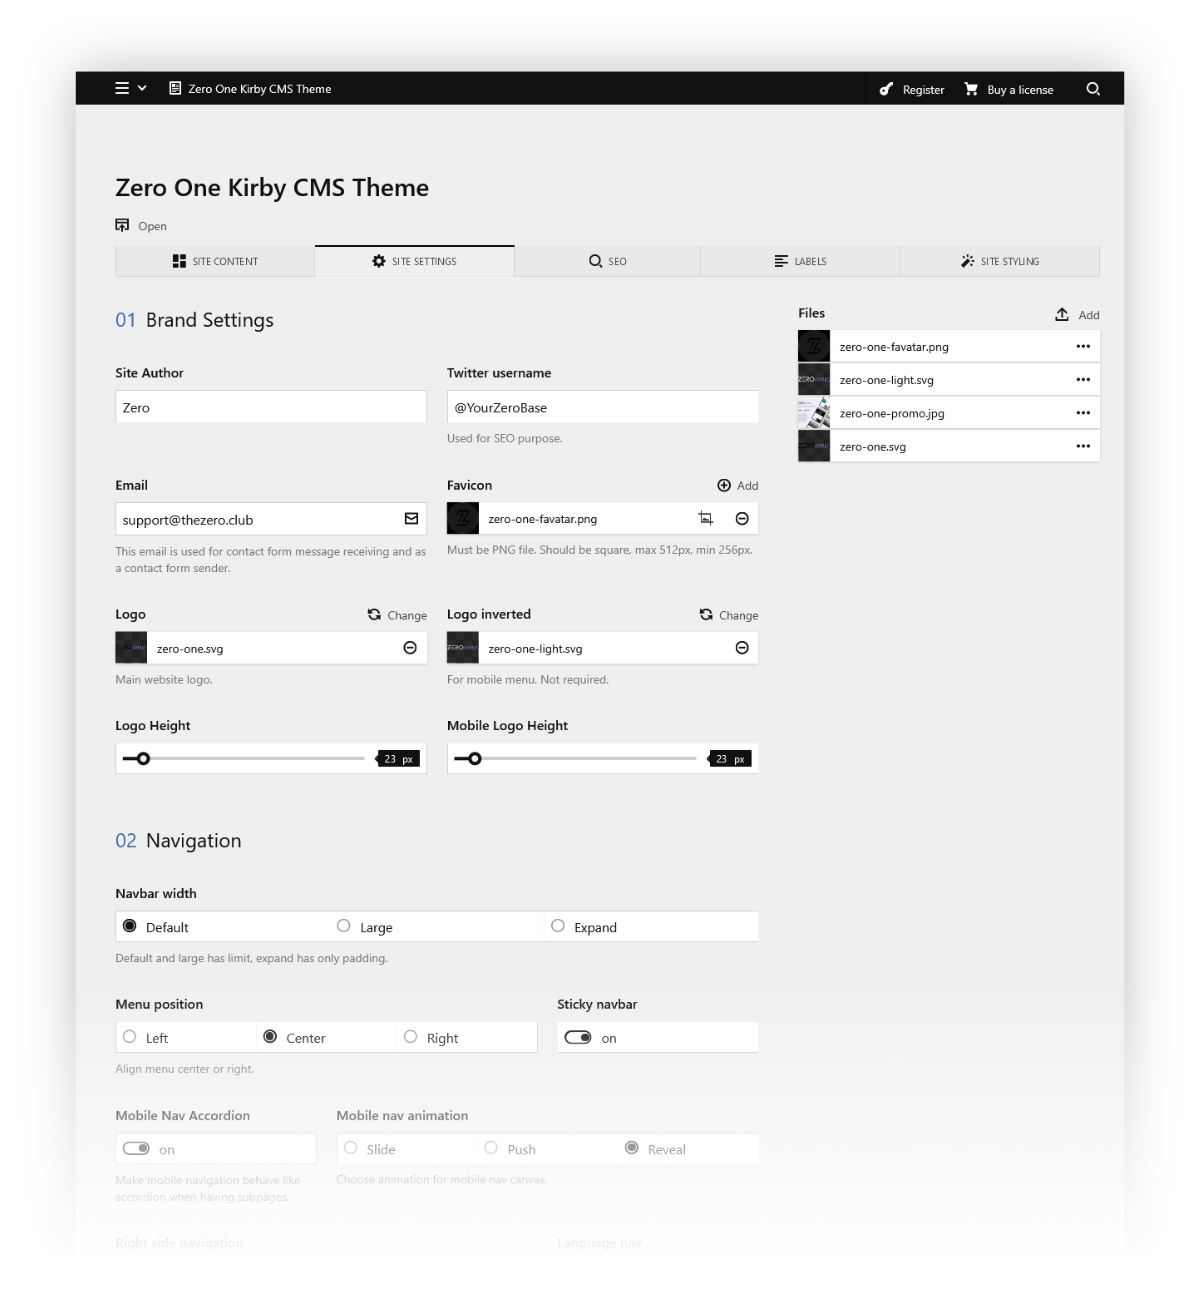 Zero One Kirby CMS Theme
Register
Buy a license
Zero One Kirby CMS Theme
Open
SITE CONTENT
SITE SETTINGS
SEO
LABELS
SITE STYLING
01 Brand Settings
Site Author
Zero
Twitter username
@YourZeroBase
Used for SEO purpose.
Email
support@thezero.club
This email is used for contact form message receiving and as
a contact form sender.
Favicon
Add
zero-one-favatar.png
Must be PNG file. Should be square, max 512px, min 256px.
Logo
Change
zero-one.svg
Main website logo.
Logo inverted
Change
ZEROone
zero-one-light.svg
For mobile menu. Not required.
Logo Height
23 px
Mobile Logo Height
23 px
02 Navigation
Navbar width
Default
Large
Expand
Default and large has limit, expand has only padding.
Menu position
Left
Center
Right
Align menu center or right.
Sticky navbar
on
Mobile Nav Accordion
on
Make mobile navigation behave like
accordion when having subpages.
Mobile nav animation
Slide
Push
Reveal
Choose animation for mobile nav canvas.
Right side navigation
Language nav
Files
Add
zero-one-favatar.png
ZEROone
zero-one-light.svg
zero-one-promo.jpg
zero-one.svg